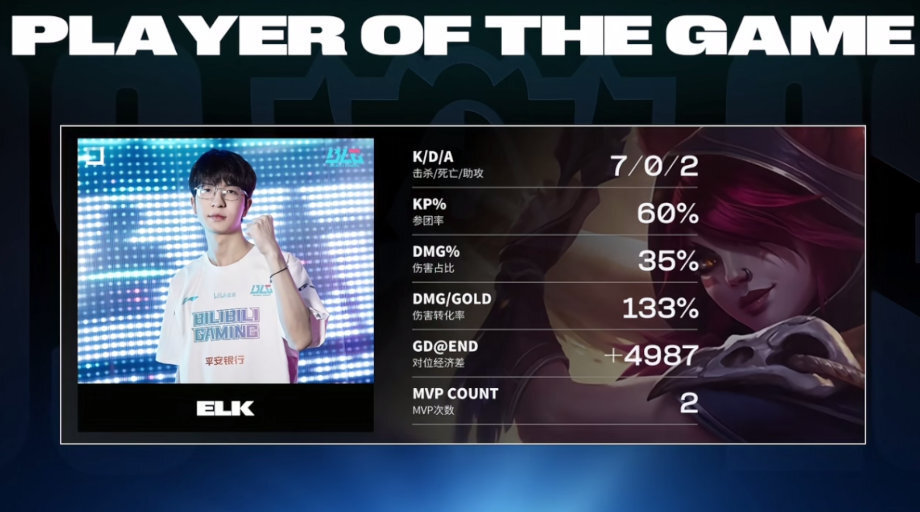 PLAYER OF THE GAME
BLG
BILIBILI
GAMING
平安银行
ELK
K/D/A
7/0/2
击杀/死亡/助攻
KP%
60%
参团率
DMG%
35%
伤害占比
DMG/GOLD
133%
伤害转化率
GD@END
+4987
对位经济差
MVP COUNT
2
MVP次数